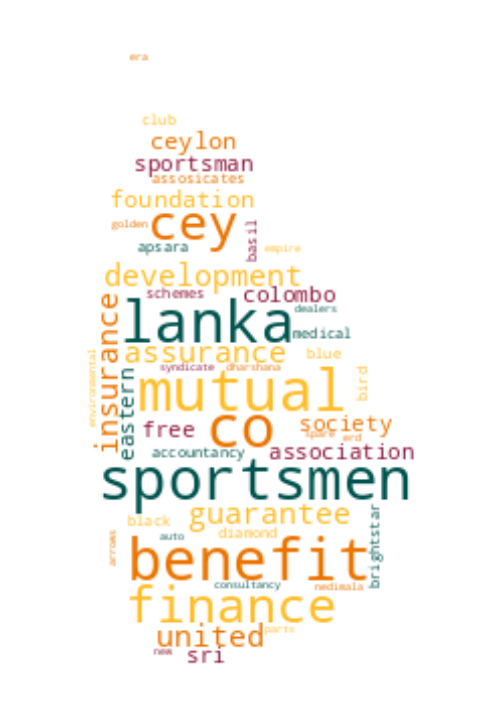 era
club
ceylon
sportsman
assosicates
foundation
golden
cey
basil
apsara
empire
development
schemes
colombo
insurance
lanka
dealers
medical
assurance
blue
environmental
syndicate
dharshana
eastern
mutual
bird
free
co
society
spare
erd
accountancy
association
sportsmen
guarantee
black
diamond
brightstar
arrows
auto
benefit
consultancy
nedimala
finance
united
parts
new
sri